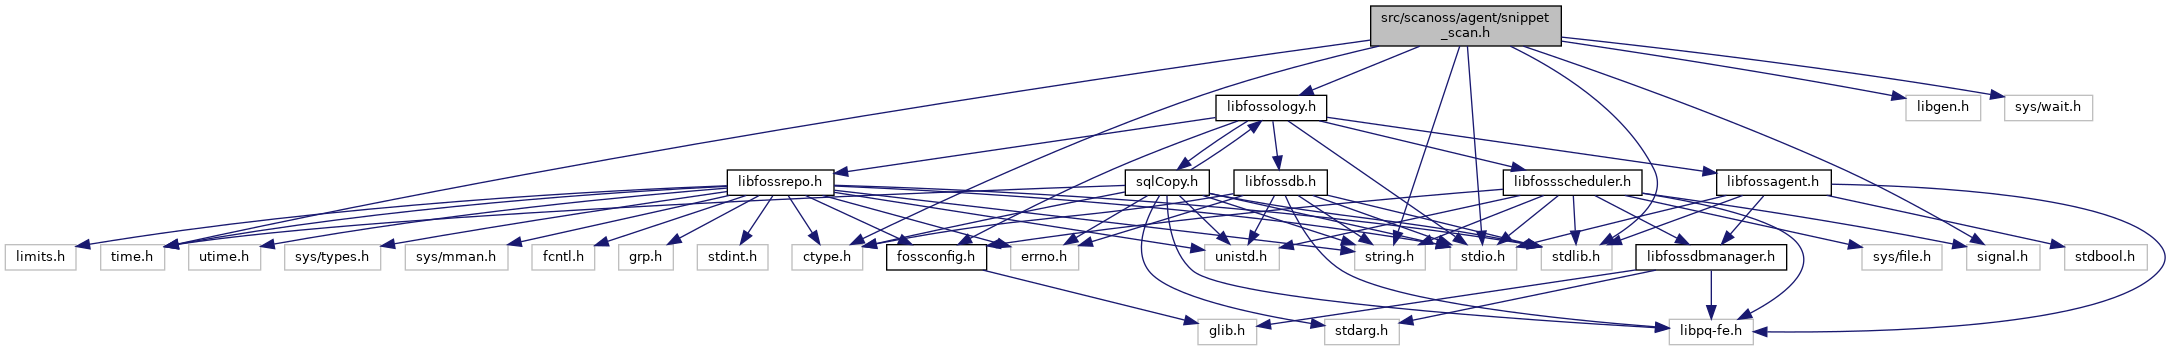 src/scanoss/agent/snippet
_scan.h
libfossology.h
libgen.h
sys/wait.h
libfossrepo.h
sqlCopy.h
libfossdb.h
libfossscheduler.h
libfossagent.h
limits.h
time.h
utime.h
sys/types.h
sys/mman.h
fcntl.h
grp.h
stdint.h
ctype.h
fossconfig.h
errno.h
unistd.h
string.h
stdio.h
stdlib.h
libfossdbmanager.h
sys/file.h
signal.h
stdbool.h
glib.h
stdarg.h
libpq-fe.h